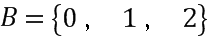 B = {0 , 1 , 2}